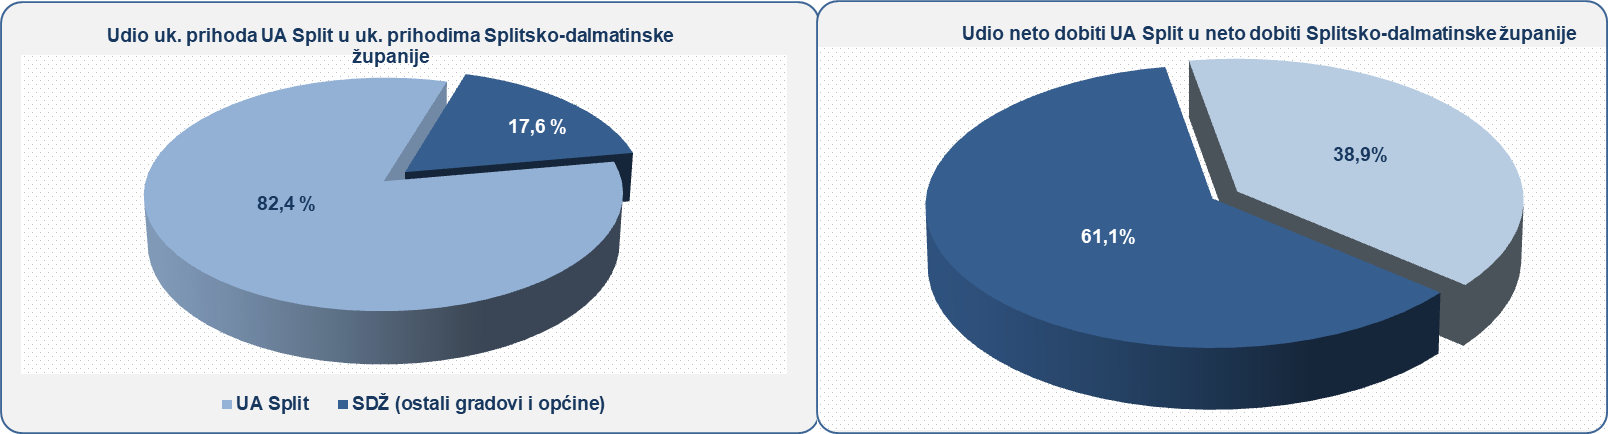 Udio uk. prihoda UA Split u uk. prihodima Splitsko-dalmatinske
županije
17,6 %
82,4 %
UA Split
SDŽ (ostali gradovi i općine)
Udio neto dobiti UA Split u neto dobiti Splitsko-dalmatinske županije
38,9%
61,1%